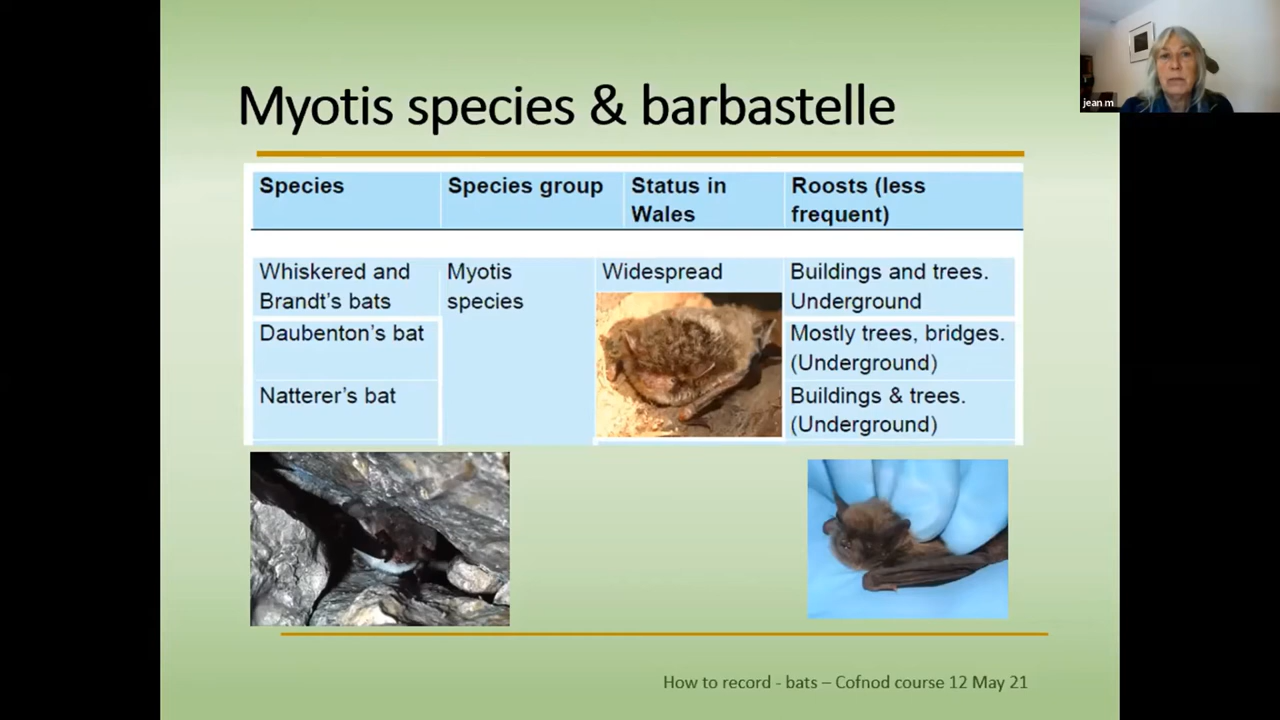 Myotis species & barbastelle
jean m
Species
Species group
Status in
Wales
Roosts (less
frequent)
Whiskered and
Brandt's bats
Myotis
species
Widespread
Buildings and trees.
Underground
Daubenton's bat
Mostly trees, bridges.
(Underground)
Natterer's bat
Buildings & trees.
(Underground)
How to record - bats – Cofnod course 12 May 21